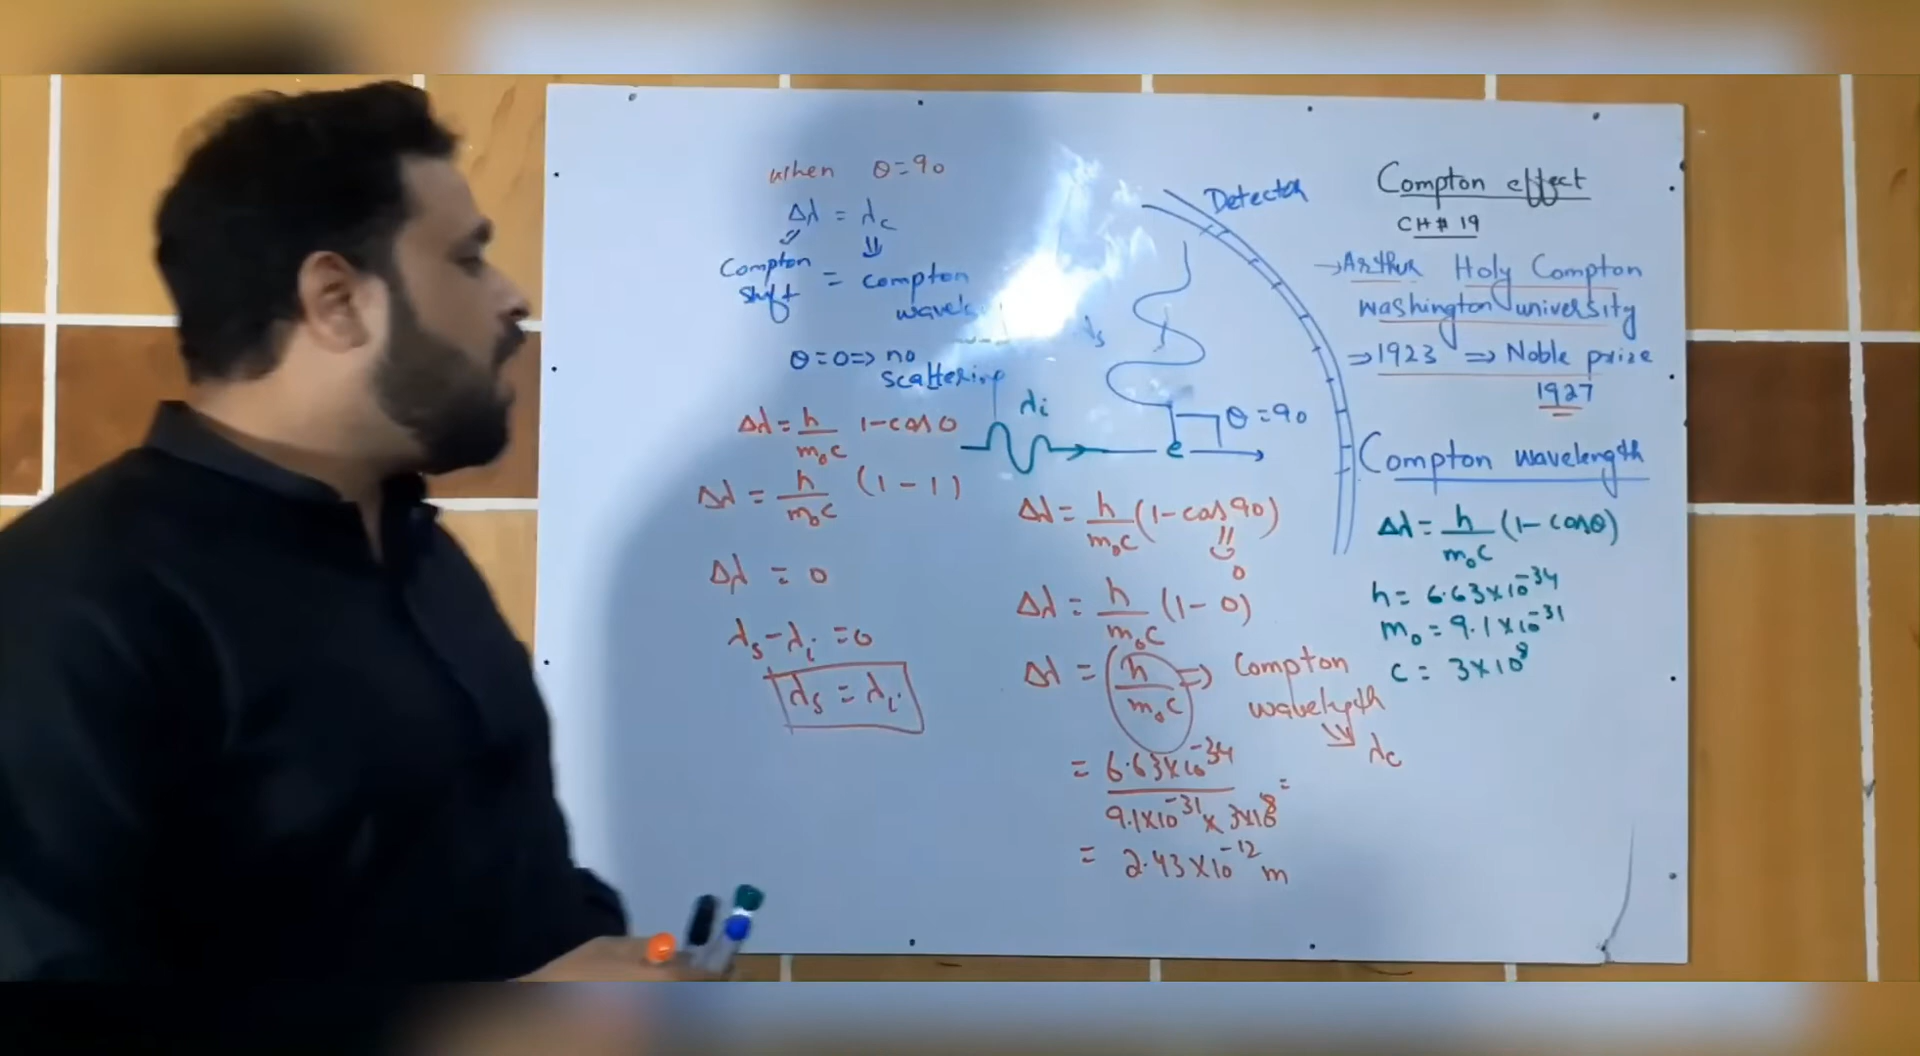 Compton effect
CH# 19
→Arthur Holy Compton
washington university
⇒1923 ⇒ Noble prize
1927
Compton wavelength
Δλ = h/m₀c (1-cosθ)
h = 6.63×10⁻³⁴
m₀ = 9.1×10⁻³¹
c = 3×10⁸
Detector
λi
e
θ = 90
Δλ = h/m₀c (1-cos90)
0
Δλ = h/m₀c (1-0)
Δλ = h/m₀c ⇒ Compton
wavelength
λc
= 6.63×10⁻³⁴ / 9.1×10⁻³¹ × 3×10⁸ =
= 2.43×10⁻¹² m
when θ=90
Δλ = λc
Compton shift = compton
θ=0 ⇒ no
scattering
Δλ = h/m₀c 1-cos0
Δλ = h/m₀c (1-1)
Δλ = 0
λs-λi = 0
λs = λi